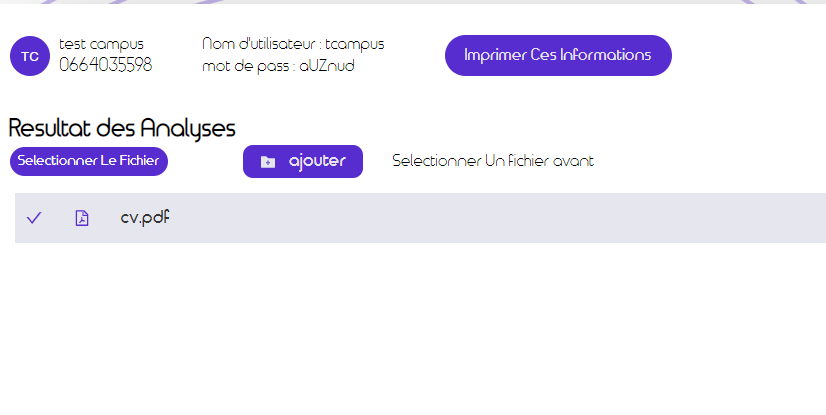 TC
test campus
0664035598
Nom d'utilisateur : tcampus
mot de pass : aUZnud
Imprimer Ces Informations
Resultat des Analyses
Selectionner Le Fichier
ajouter
Selectionner Un fichier avant
cv.pdf